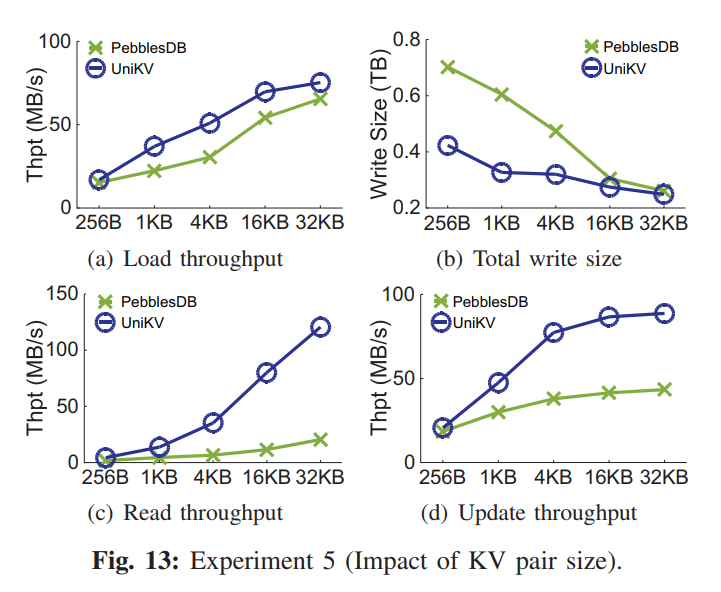 100
PebblesDB
UniKV
Thpt (MB/s)
50
0
256B 1KB 4KB 16KB 32KB
(a) Load throughput
0.8
PebblesDB
UniKV
Write Size (TB)
0.6
0.4
0.2
256B 1KB 4KB 16KB 32KB
(b) Total write size
150
PebblesDB
UniKV
Thpt (MB/s)
100
50
0
256B 1KB 4KB 16KB 32KB
(c) Read throughput
100
PebblesDB
UniKV
Thpt (MB/s)
50
0
256B 1KB 4KB 16KB 32KB
(d) Update throughput
Fig. 13: Experiment 5 (Impact of KV pair size).